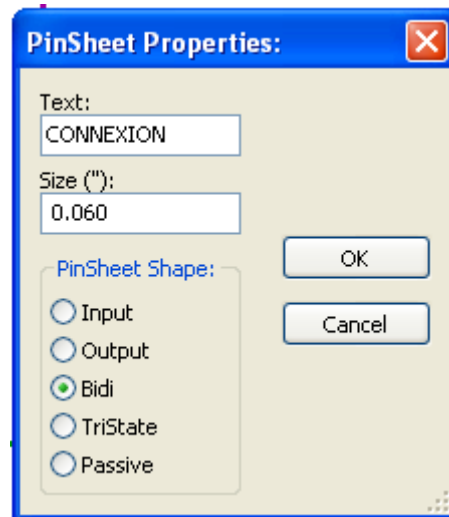 PinSheet Properties:
Text:
CONNEXION
Size ("):
0.060
PinSheet Shape:
Input
Output
Bidi
TriState
Passive
OK
Cancel